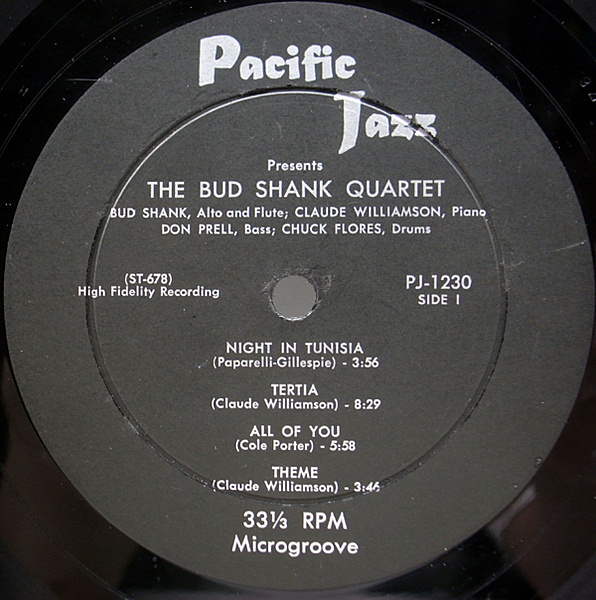 Pacific
Jazz
Presents
THE BUD SHANK QUARTET
BUD SHANK, Alto and Flute; CLAUDE WILLIAMSON, Piano
DON PRELL, Bass; CHUCK FLORES, Drums
(ST-678)
High Fidelity Recording
PJ-1230
SIDE 1
NIGHT IN TUNISIA
(Paparelli-Gillespie) - 3:56
TERTIA
(Claude Williamson) - 8:29
ALL OF YOU
(Cole Porter) - 5:58
THEME
(Claude Williamson) - 3:46
33⅓ RPM
Microgroove